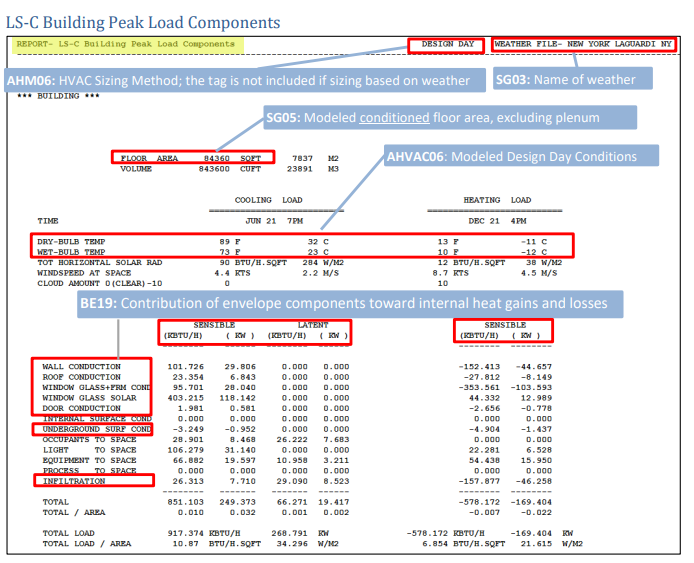 LS-C Building Peak Load Components
REPORT- LS-C Building Peak Load Components DESIGN DAY WEATHER FILE- NEW YORK LAGUARDI NY
AHM06: HVAC Sizing Method; the tag is not included if sizing based on weather SG03: Name of weather
*** BUILDING ***
SG05: Modeled conditioned floor area, excluding plenum
FLOOR AREA 84360 SQFT 7837 M2
VOLUME 843600 CUFT 23891 M3
AHVAC06: Modeled Design Day Conditions
COOLING LOAD HEATING LOAD
TIME JUN 21 7PM DEC 21 4PM
DRY-BULB TEMP 89 F 32 C 13 F -11 C
WET-BULB TEMP 73 F 23 C 10 F -12 C
TOT HORIZONTAL SOLAR RAD 90 BTU/H.SQFT 284 W/M2 12 BTU/H.SQFT 38 W/M2
WINDSPEED AT SPACE 4.4 KTS 2.2 M/S 8.7 KTS 4.5 M/S
CLOUD AMOUNT 0(CLEAR)-10 0 10
BE19: Contribution of envelope components toward internal heat gains and losses
SENSIBLE LATENT SENSIBLE
(KBTU/H) ( KW ) (KBTU/H) ( KW ) (KBTU/H) ( KW )
WALL CONDUCTION 101.726 29.806 0.000 0.000 -152.413 -44.657
ROOF CONDUCTION 23.354 6.843 0.000 0.000 -27.812 -8.149
WINDOW GLASS+FRM COND 95.701 28.040 0.000 0.000 -353.561 -103.593
WINDOW GLASS SOLAR 403.215 118.142 0.000 0.000 44.332 12.989
DOOR CONDUCTION 1.981 0.581 0.000 0.000 -2.656 -0.778
INTERNAL SURFACE COND 0.000 0.000 0.000 0.000 0.000 0.000
UNDERGROUND SURF COND -3.249 -0.952 0.000 0.000 -4.904 -1.437
OCCUPANTS TO SPACE 28.901 8.468 26.222 7.683 0.000 0.000
LIGHT TO SPACE 106.279 31.140 0.000 0.000 22.281 6.528
EQUIPMENT TO SPACE 66.882 19.597 10.958 3.211 54.438 15.950
PROCESS TO SPACE 0.000 0.000 0.000 0.000 0.000 0.000
INFILTRATION 26.313 7.710 29.090 8.523 -157.877 -46.258
TOTAL 851.103 249.373 66.271 19.417 -578.172 -169.404
TOTAL / AREA 0.010 0.032 0.001 0.002 -0.007 -0.022
TOTAL LOAD 917.374 KBTU/H 268.791 KW -578.172 KBTU/H -169.404 KW
TOTAL LOAD / AREA 10.87 BTU/H.SQFT 34.296 W/M2 6.854 BTU/H.SQFT 21.615 W/M2